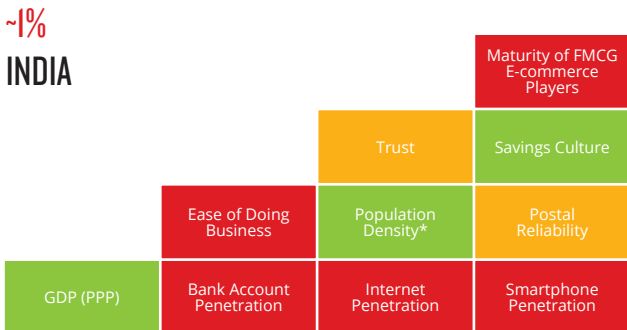 ~1%
INDIA
Maturity of FMCG
E-commerce
Players
Trust
Savings Culture
Ease of Doing
Business
Population
Density*
Postal
Reliability
GDP (PPP)
Bank Account
Penetration
Internet
Penetration
Smartphone
Penetration